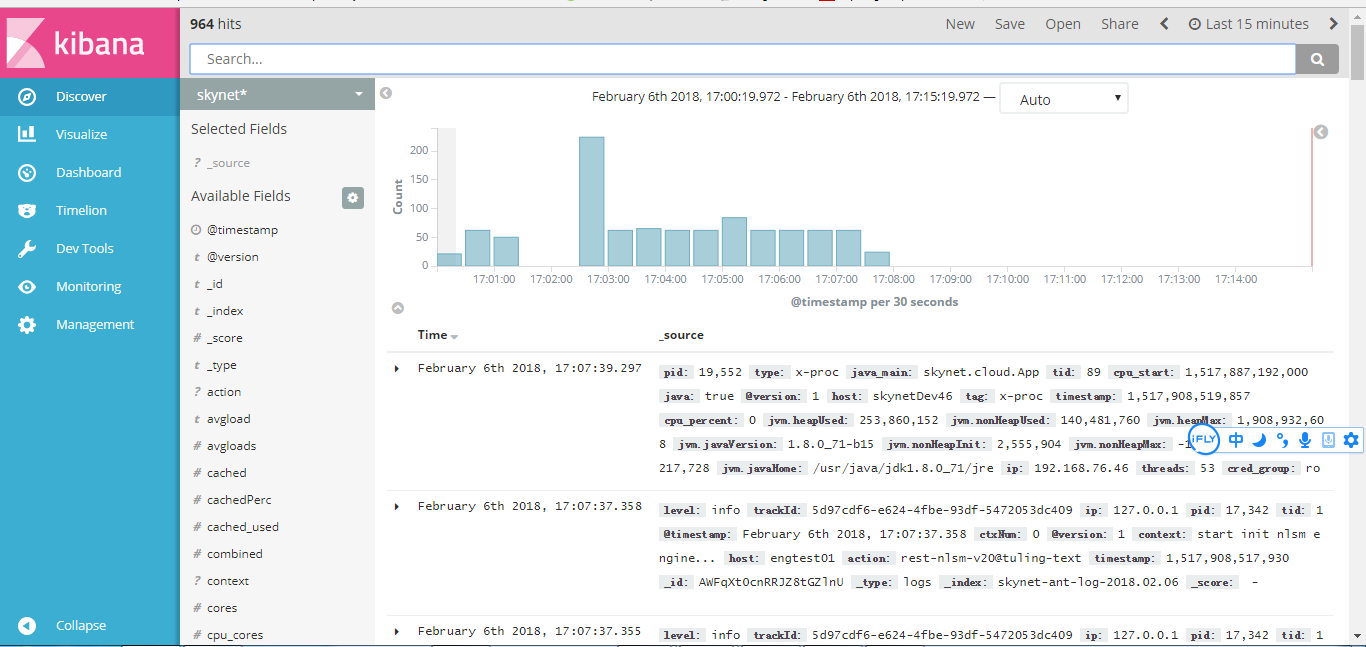 kibana
Discover
Visualize
Dashboard
Timelion
Dev Tools
Monitoring
Management
Collapse
964 hits
New Save Open Share Last 15 minutes
Search...
skynet*
Selected Fields
? _source
Available Fields
@timestamp
t @version
t _id
t _index
# _score
t _type
? action
t avgload
# avgloads
# cached
# cachedPerc
# cached_used
# combined
? context
# cores
# cpu_cores
February 6th 2018, 17:00:19.972 - February 6th 2018, 17:15:19.972 — Auto
Count
200
150
100
50
0
17:01:00 17:02:00 17:03:00 17:04:00 17:05:00 17:06:00 17:07:00 17:08:00 17:09:00 17:10:00 17:11:00 17:12:00 17:13:00 17:14:00
@timestamp per 30 seconds
Time _source
February 6th 2018, 17:07:39.297
pid: 19,552 type: x-proc java_main: skynet.cloud.App tid: 89 cpu_start: 1,517,887,192,000
java: true @version: 1 host: skynetDev46 tag: x-proc timestamp: 1,517,908,519,857
cpu_percent: 0 jvm.heapUsed: 253,860,152 jvm.nonHeapUsed: 140,481,760 jvm.heapMax: 1,908,932,60
8 jvm.javaVersion: 1.8.0_71-b15 jvm.nonHeapInit: 2,555,904 jvm.nonHeapMax:
217,728 jvm.javaHome: /usr/java/jdk1.8.0_71/jre ip: 192.168.76.46 threads: 53 cred_group: ro
iFLY 中
February 6th 2018, 17:07:37.358
level: info trackId: 5d97cdf6-e624-4fbe-93df-5472053dc409 ip: 127.0.0.1 pid: 17,342 tid: 1
@timestamp: February 6th 2018, 17:07:37.358 ctxNum: 0 @version: 1 context: start init nlsm e
ngine... host: engtest01 action: rest-nlsm-v20@tuling-text timestamp: 1,517,908,517,930
_id: AWFqXtOcnRRJZ8tGZlnU _type: logs _index: skynet-ant-log-2018.02.06 _score: -
February 6th 2018, 17:07:37.355
level: info trackId: 5d97cdf6-e624-4fbe-93df-5472053dc409 ip: 127.0.0.1 pid: 17,342 tid: 1